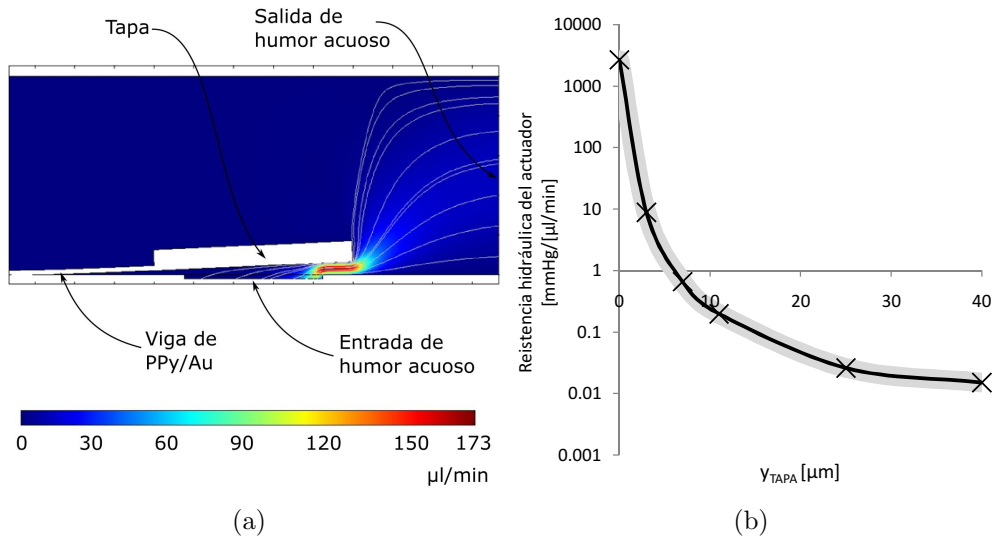 Tapa
Salida de
humor acuoso
Viga de
PPy/Au
Entrada de
humor acuoso
0 30 60 90 120 150 173
µl/min
(a)
Reistencia hidráulica del actuador
[mmHg/[µl/min]
10000
1000
100
10
1
0.1
0.01
0.001
0 10 20 30 40
yTAPA [µm]
(b)